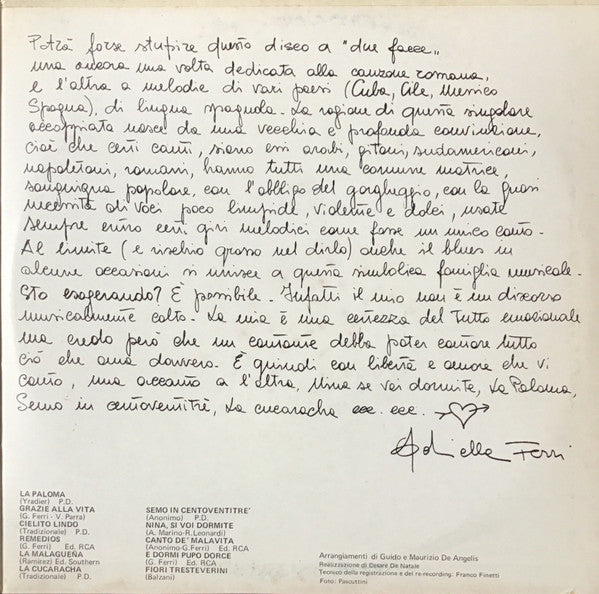 Potrà forse stupire questo disco a "due facce"
una ancora una volta dedicata alla canzone romana,
e l'altra a melodie di vari paesi (Cuba, Cile, Messico
Spagna), di lingua spagnola. La ragione di questa singolare
accoppiata nasce da una vecchia e profonda convinzione,
cioè che certi canti, siano essi arabi, gitani, sudamericani,
napoletani, romani, hanno tutti una comune matrice,
sanguigna popolare, con l'obbligo del gorgheggio, con la quasi
necessità di voci poco limpide, violente e dolci, usate
sempre entro certi giri melodici come fosse un unico canto.
Al limite (e rischio grosso nel dirlo) anche il blues in
alcune occasioni si unisce a questa simbolica famiglia musicale.
Sto esagerando? È possibile. Infatti il mio non è un discorso
musicalmente colto. La mia è una certezza del tutto emozionale
ma credo però che un cantante debba poter cantare tutto
ciò che ama davvero. È quindi con libertà e amore che vi
canto, una accanto a l'altra, Nina se voi dormite, La Paloma,
Semo in centoventitrè, La cucaracha ecc. ecc.
Gabriella Ferri
LA PALOMA
(Yradier) P.D.
GRAZIE ALLA VITA
(G. Ferri - V. Parra)
CIELITO LINDO
(Tradizionale) P.D.
REMEDIOS
(G. Ferri) Ed. RCA
LA MALAGUEÑA
(Ramirez) Ed. Southern
LA CUCARACHA
(Tradizionale) P.D.
SEMO IN CENTOVENTITRE'
(Anonimo) P.D.
NINA, SI VOI DORMITE
(A. Marino-R.Leonardi)
CANTO DE' MALAVITA
(Anonimo-G.Ferri) Ed. RCA
E DORMI PUPO DORCE
(G. Ferri) Ed. RCA
FIORI TRESTEVERINI
(Balzani)
Arrangiamenti di Guido e Maurizio De Angelis
Realizzazione di Cesare De Natale
Tecnico della registrazione e del re-recording: Franco Finetti
Foto: Pascuttini